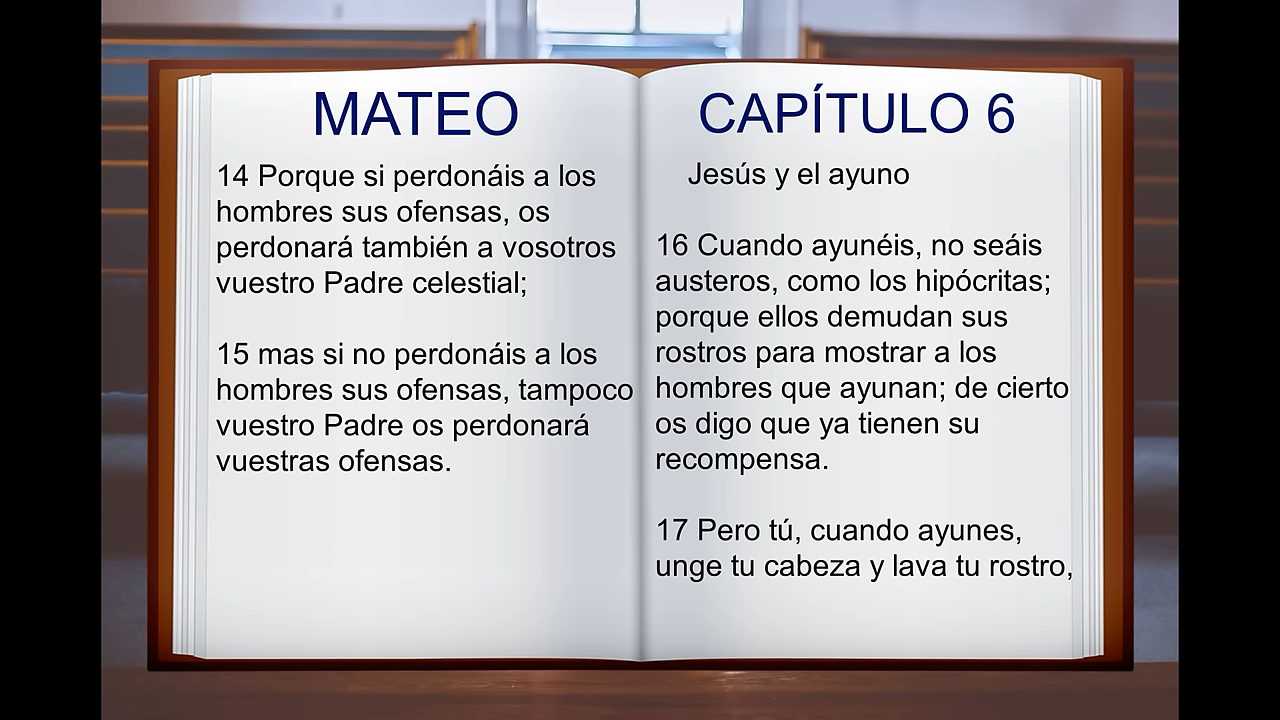 MATEO
14 Porque si perdonáis a los
hombres sus ofensas, os
perdonará también a vosotros
vuestro Padre celestial;
15 mas si no perdonáis a los
hombres sus ofensas, tampoco
vuestro Padre os perdonará
vuestras ofensas.
CAPÍTULO 6
Jesús y el ayuno
16 Cuando ayunéis, no seáis
austeros, como los hipócritas;
porque ellos demudan sus
rostros para mostrar a los
hombres que ayunan; de cierto
os digo que ya tienen su
recompensa.
17 Pero tú, cuando ayunes,
unge tu cabeza y lava tu rostro,